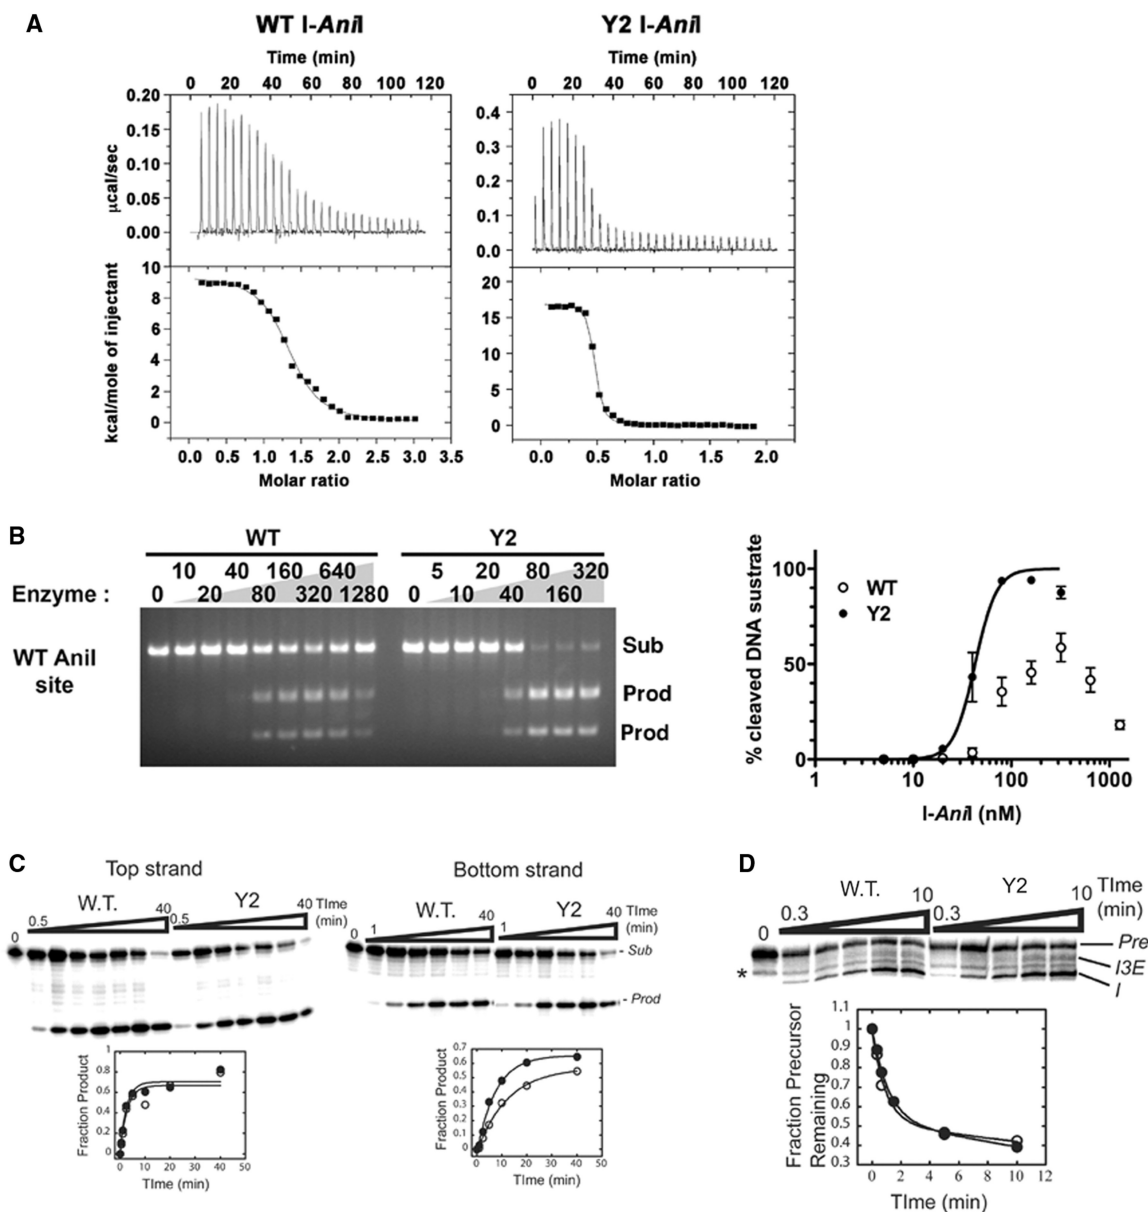 A
WT I-AniI
Y2 I-AniI
Time (min)
Time (min)
0 20 40 60 80 100 120
0 20 40 60 80 100 120
0.20
0.15
0.10
0.05
0.00
µcal/sec
0.4
0.3
0.2
0.1
0.0
10
8
6
4
2
0
kcal/mole of injectant
20
15
10
5
0
0.0 0.5 1.0 1.5 2.0 2.5 3.0 3.5
0.0 0.5 1.0 1.5 2.0
Molar ratio
Molar ratio
B
WT
Y2
10 40 160 640
5 20 80 320
Enzyme :
0 20 80 320 1280
0 10 40 160
WT AniI
site
Sub
Prod
Prod
% cleaved DNA sustrate
100
50
0
WT
Y2
1 10 100 1000
I-AniI (nM)
C
Top strand
Bottom strand
0
0.5
W.T.
40
0.5
Y2
40
TIme
(min)
0
1
W.T.
40
1
Y2
40
TIme
(min)
- Sub
- Prod
Fraction Product
1
0.8
0.6
0.4
0.2
0
0 10 20 30 40 50
TIme (min)
Fraction Product
0.7
0.6
0.5
0.4
0.3
0.2
0.1
0
0 10 20 30 40 50
TIme (min)
D
W.T.
Y2
0
0.3
10
0.3
10
TIme
(min)
Pre
I3E
I
*
Fraction Precursor
Remaining
1.1
1
0.9
0.8
0.7
0.6
0.5
0.4
0.3
0 2 4 6 8 10 12
TIme (min)